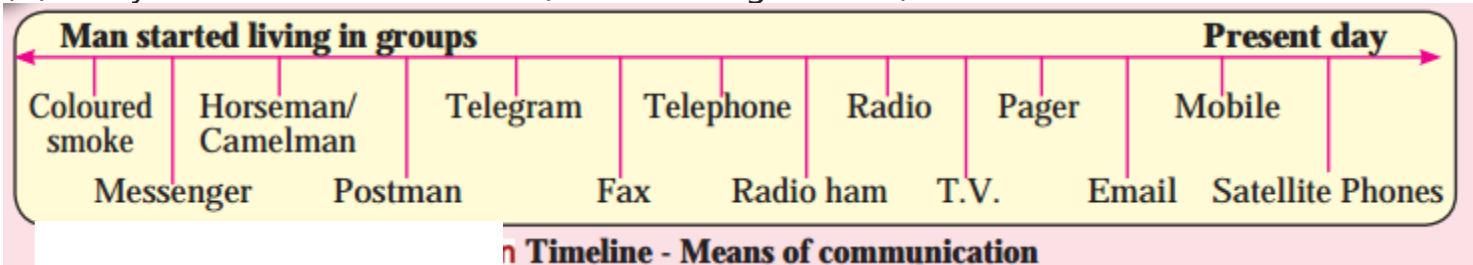 Man started living in groups Present day
Coloured Horseman/ Telegram Telephone Radio Pager Mobile
smoke Camelman
Messenger Postman Fax Radio ham T.V. Email Satellite Phones
Timeline - Means of communication